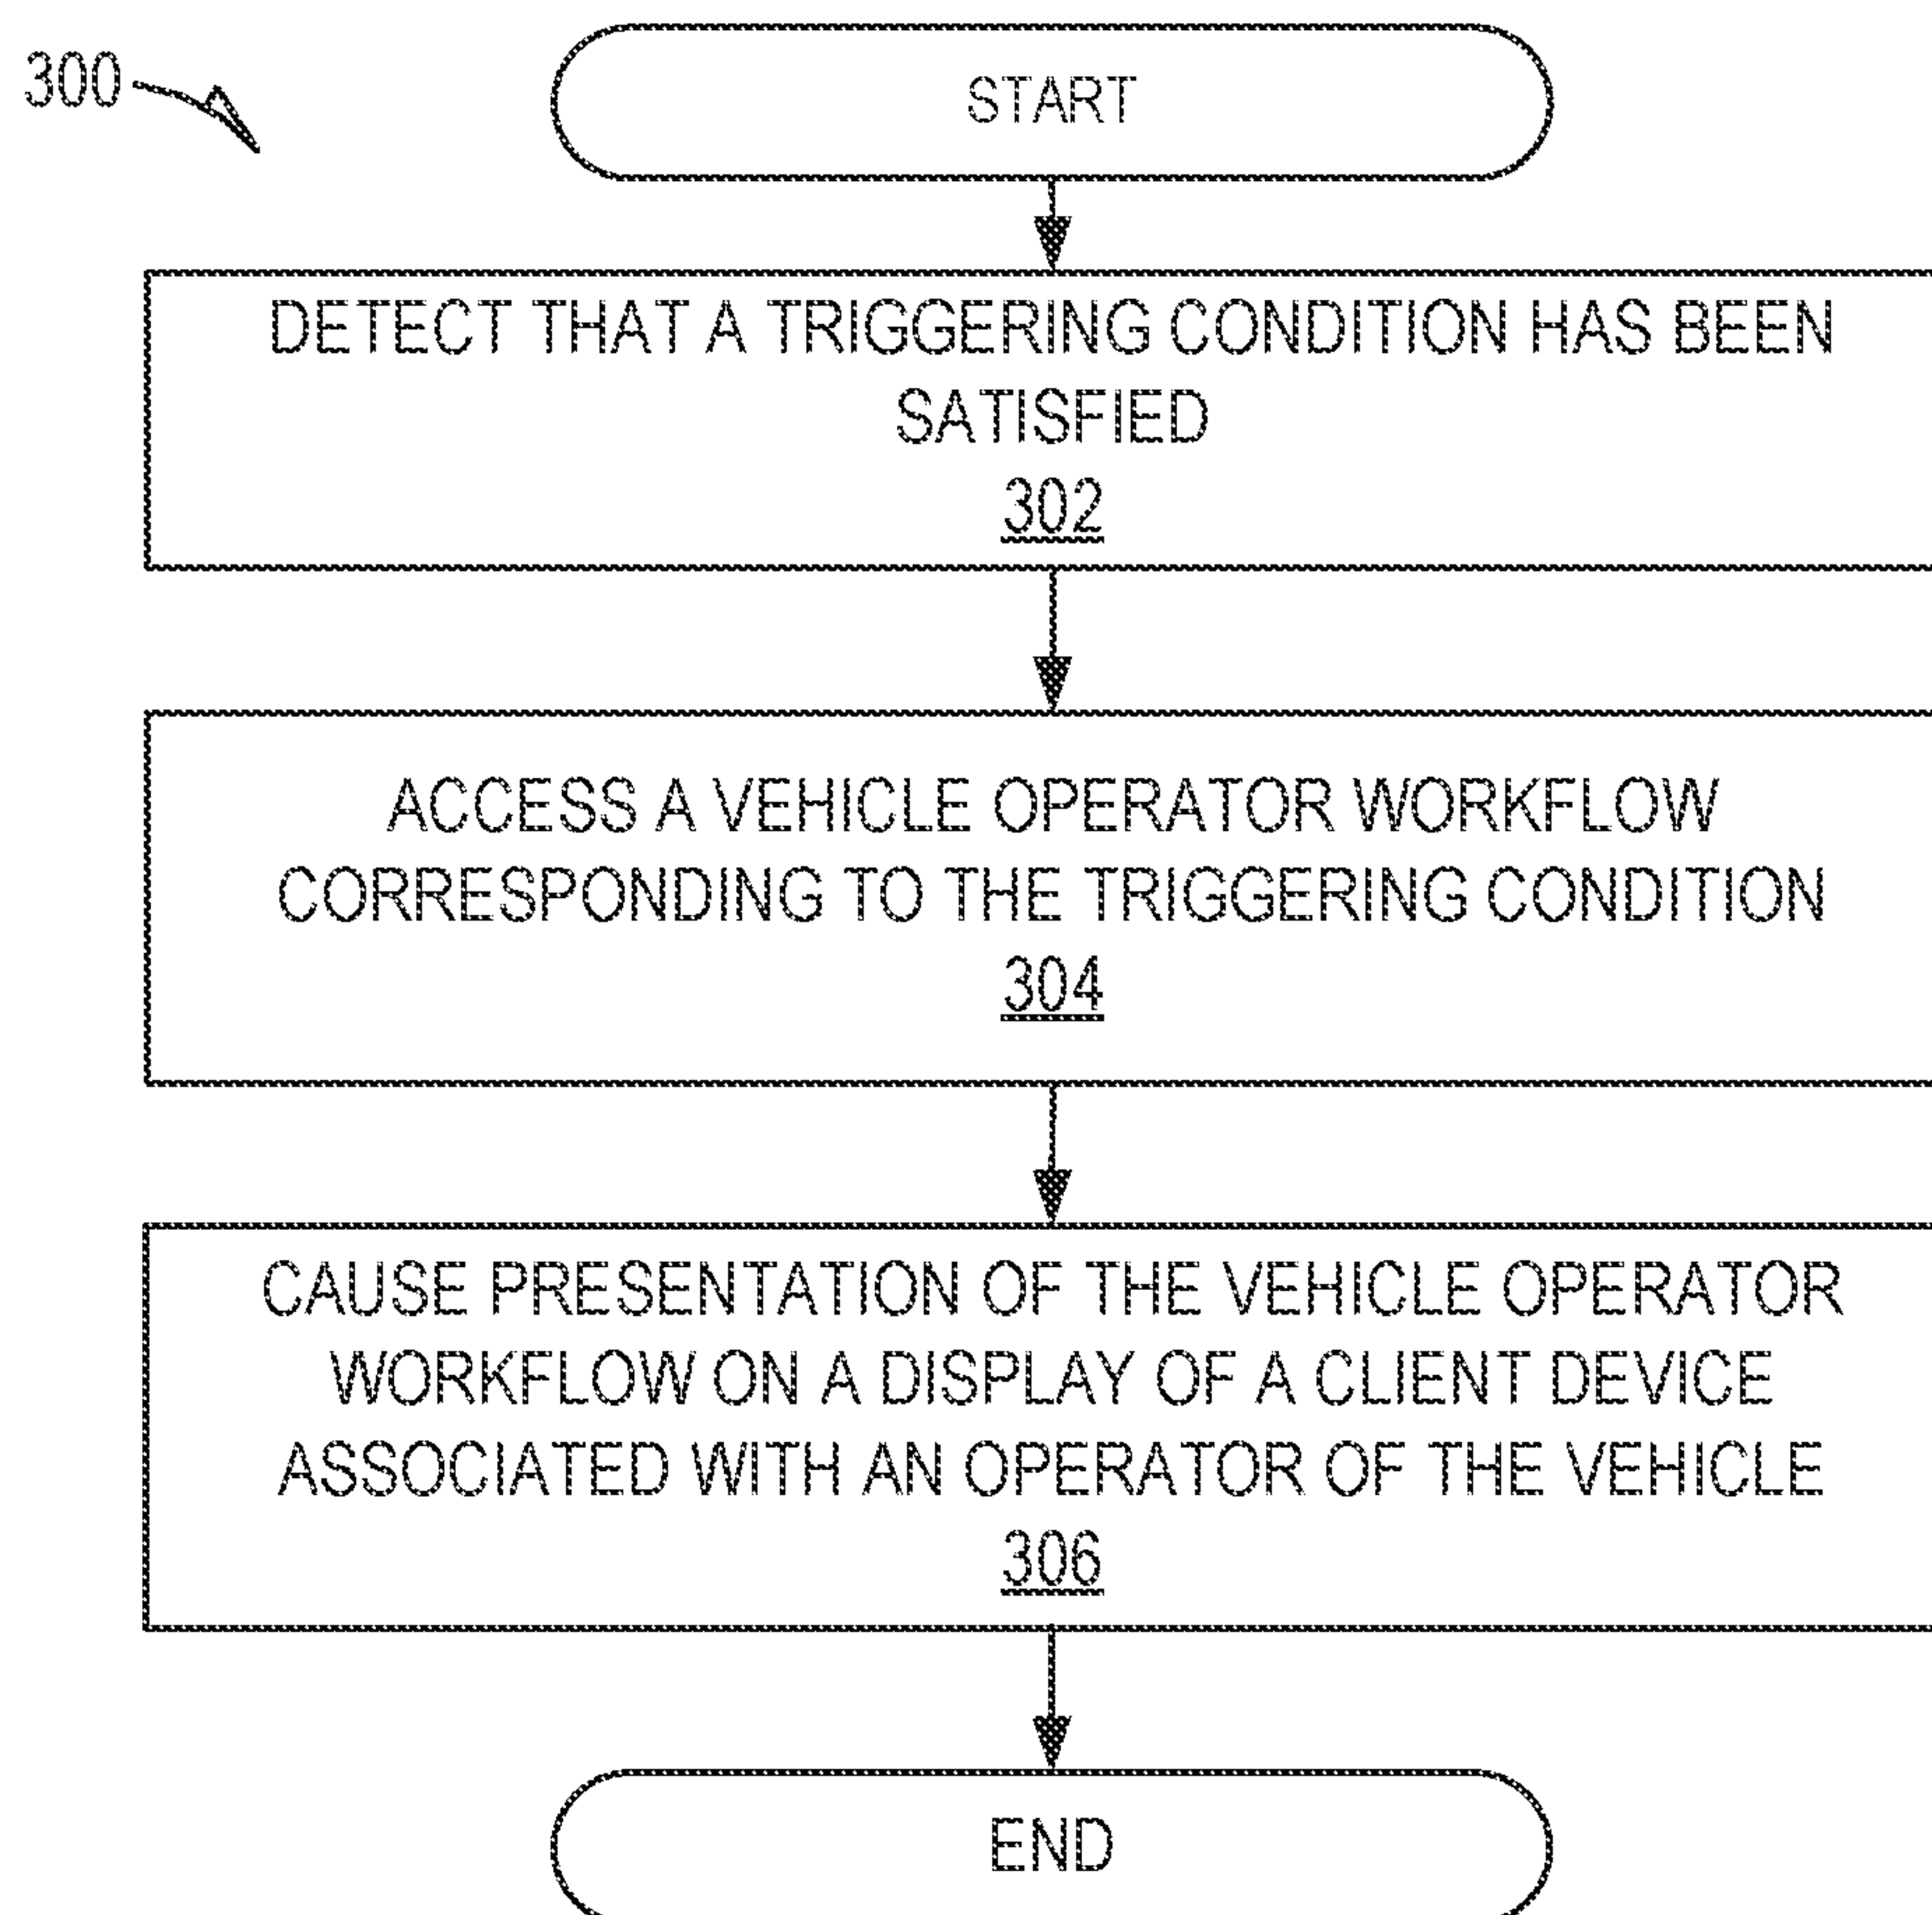 300
START
DETECT THAT A TRIGGERING CONDITION HAS BEEN
SATISFIED
302
ACCESS A VEHICLE OPERATOR WORKFLOW
CORRESPONDING TO THE TRIGGERING CONDITION
304
CAUSE PRESENTATION OF THE VEHICLE OPERATOR
WORKFLOW ON A DISPLAY OF A CLIENT DEVICE
ASSOCIATED WITH AN OPERATOR OF THE VEHICLE
306
END